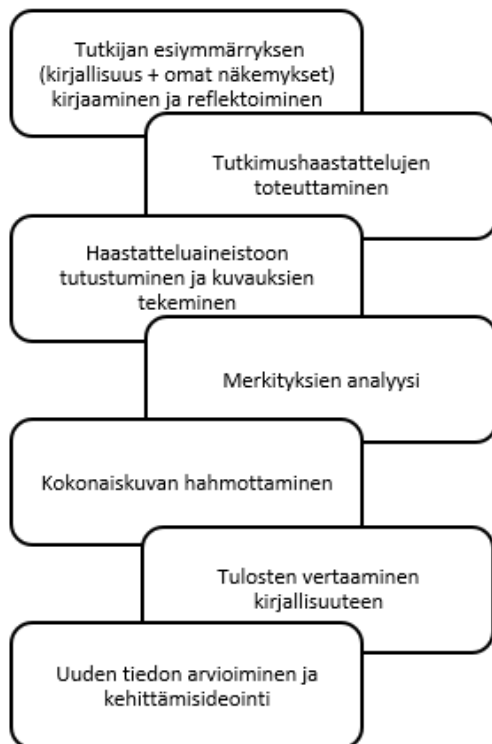 Tutkijan esiymmärryksen
(kirjallisuus + omat näkemykset)
kirjaaminen ja reflektoiminen
Tutkimushaastattelujen
toteuttaminen
Haastatteluaineistoon
tutustuminen ja kuvauksien
tekeminen
Merkityksien analyysi
Kokonaiskuvan hahmottaminen
Tulosten vertaaminen
kirjallisuuteen
Uuden tiedon arvioiminen ja
kehittämisideointi